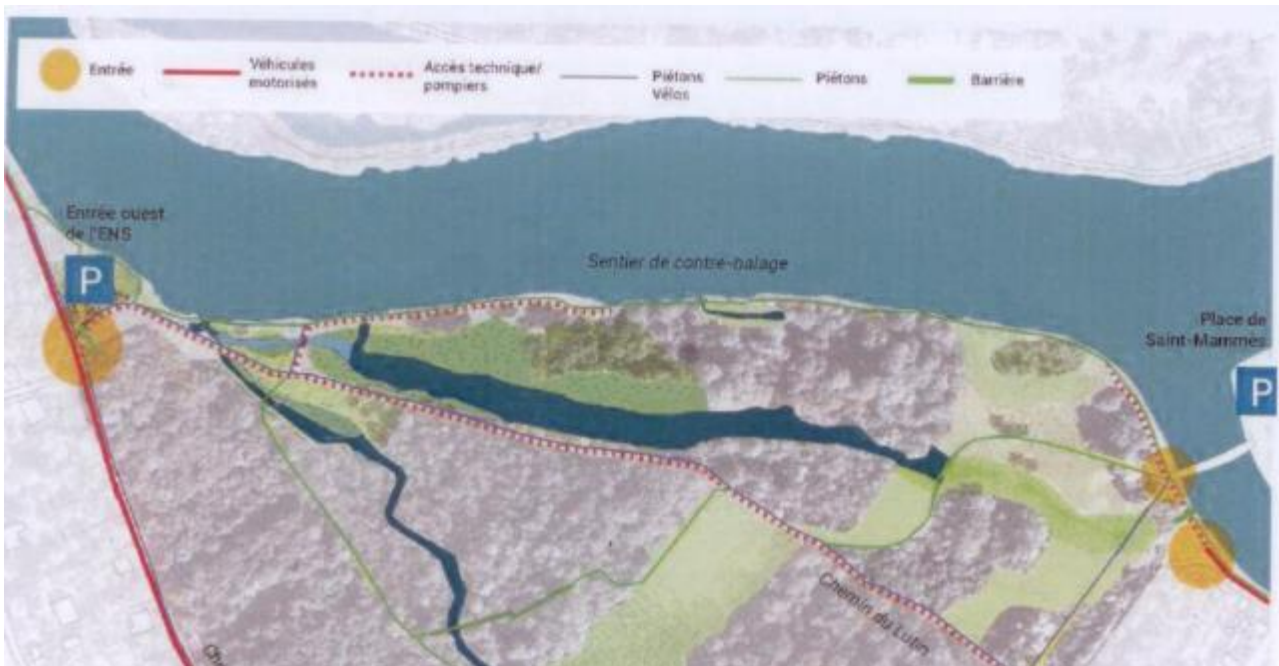 Entrée
Véhicules
motorisés
Accès technique/
pompiers
Piétons
Vélos
Piétons
Barrière
Entrée ouest
de l'ENS
P
Sentier de contre-halage
Place de
Saint-Mammès
P
Chemin du Lutin